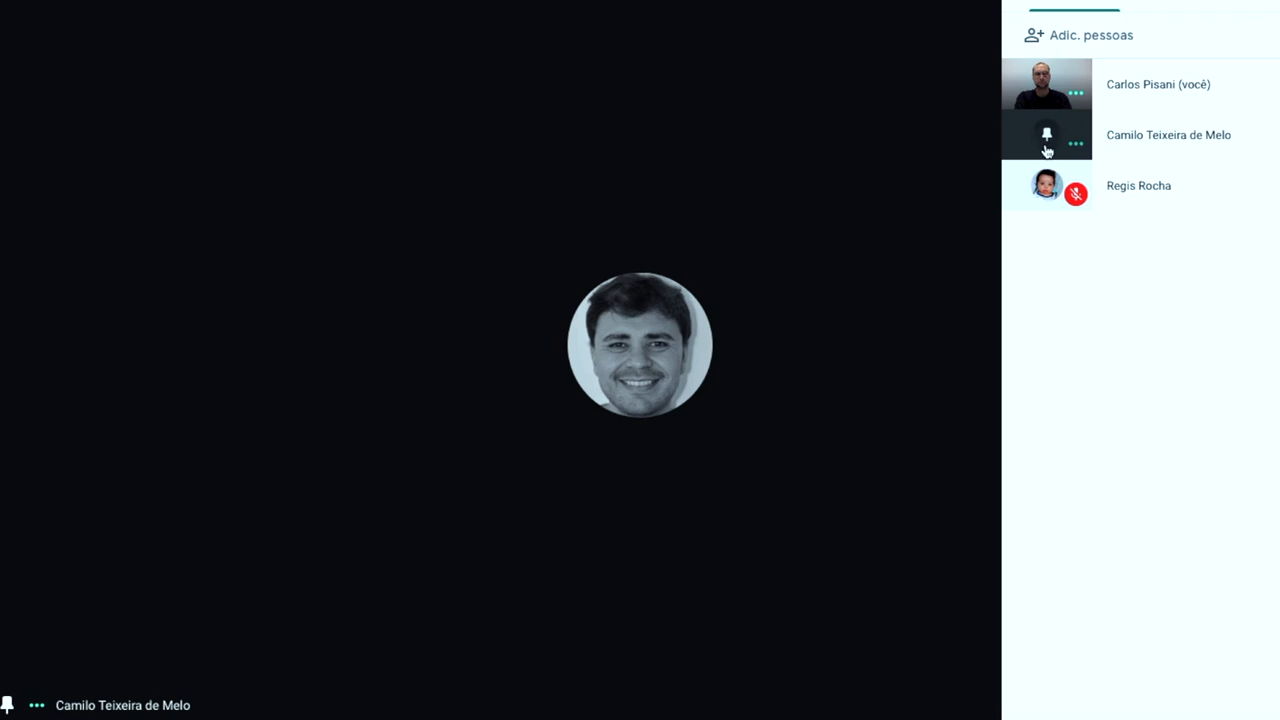 Adic. pessoas
Carlos Pisani (você)
Camilo Teixeira de Melo
Regis Rocha
Camilo Teixeira de Melo